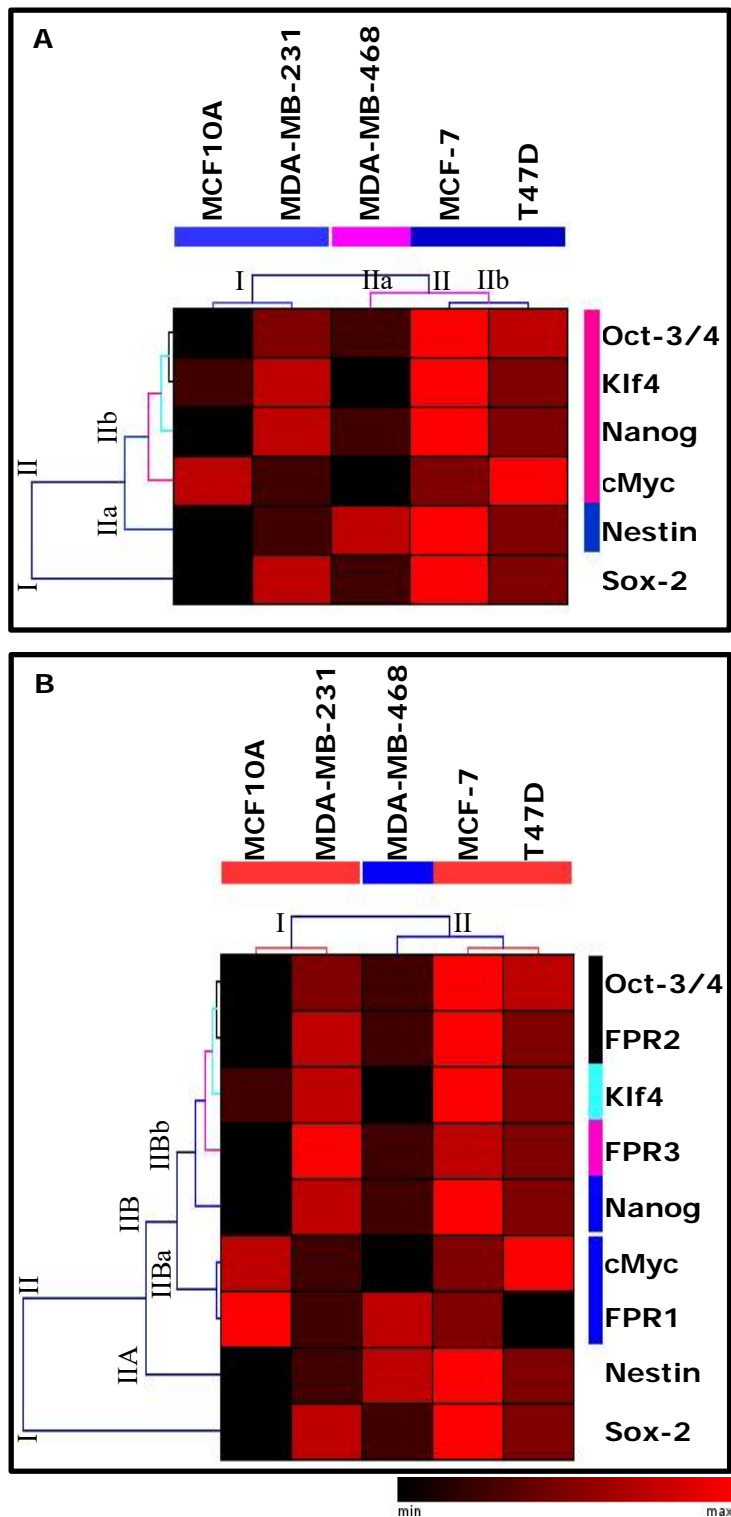 A
MCF10A
MDA-MB-231
MDA-MB-468
MCF-7
T47D
I
IIa
II
IIb
Oct-3/4
Klf4
Nanog
cMyc
Nestin
Sox-2
IIb
II
IIa
I
B
MCF10A
MDA-MB-231
MDA-MB-468
MCF-7
T47D
I
II
Oct-3/4
FPR2
Klf4
FPR3
Nanog
cMyc
FPR1
Nestin
Sox-2
IIBb
IIB
IIBa
II
IIA
I
min
max